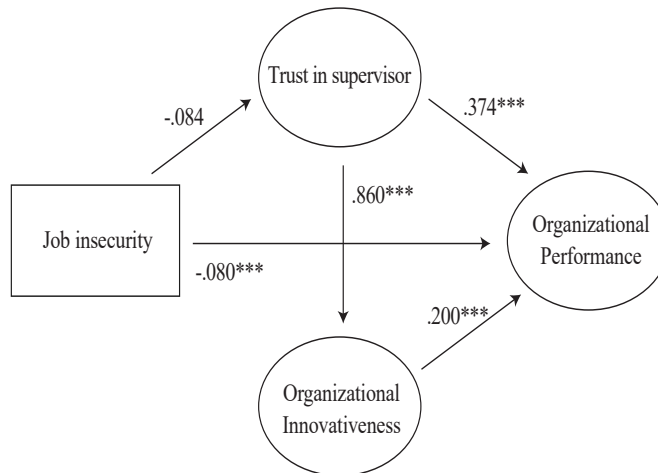 Trust in supervisor
-.084
.374***
Job insecurity
.860***
-.080***
Organizational
Performance
.200***
Organizational
Innovativeness